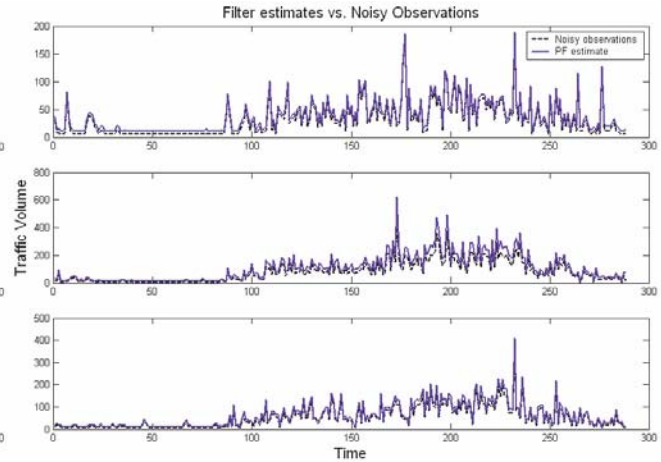 Filter estimates vs. Noisy Observations
200
150
100
50
0
Noisy observations
PF estimate
0 50 100 150 200 250 300
Traffic Volume
800
600
400
200
0
0 50 100 150 200 250 300
500
400
300
200
100
0
0 50 100 150 200 250 300
Time